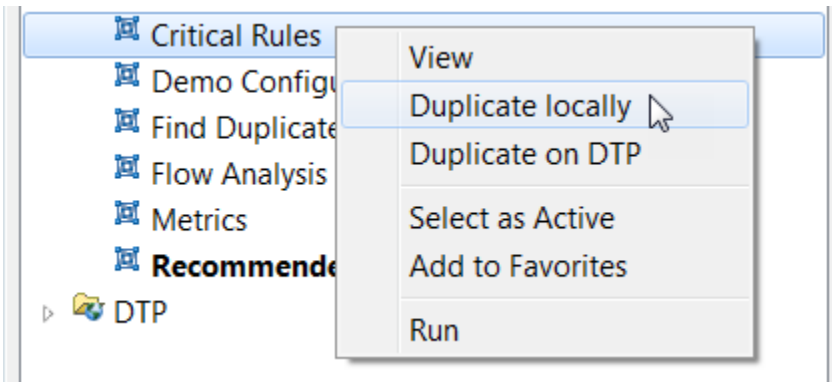 Critical Rules
Demo Configu
Find Duplicate
Flow Analysis
Metrics
Recommende
DTP
View
Duplicate locally
Duplicate on DTP
Select as Active
Add to Favorites
Run